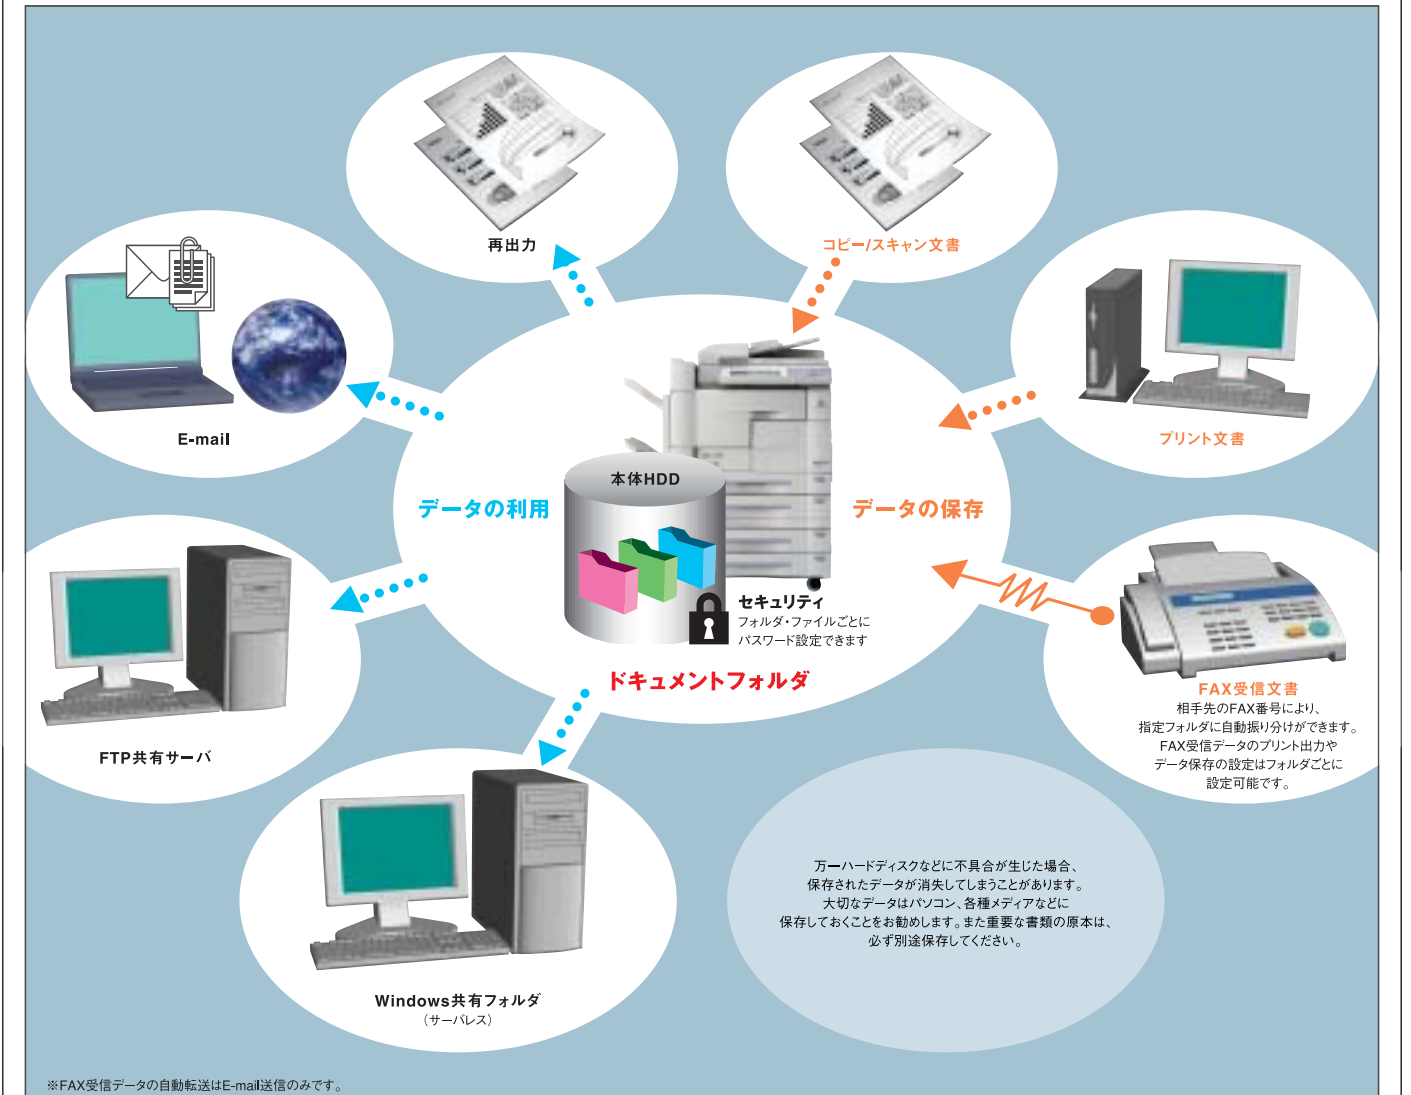 再出力
コピー/スキャン文書
E-mail
プリント文書
本体HDD
データの利用
データの保存
セキュリティ
フォルダ・ファイルごとに
パスワード設定できます
ドキュメントフォルダ
FAX受信文書
相手先のFAX番号により、
指定フォルダに自動振り分けができます。
FAX受信データのプリント出力や
データ保存の設定はフォルダごとに
設定可能です。
FTP共有サーバ
万一ハードディスクなどに不具合が生じた場合、
保存されたデータが消失してしまうことがあります。
大切なデータはパソコン、各種メディアなどに
保存しておくことをお勧めします。また重要な書類の原本は、
必ず別途保存してください。
Windows共有フォルダ
（サーバレス）
※FAX受信データの自動転送はE-mail送信のみです。